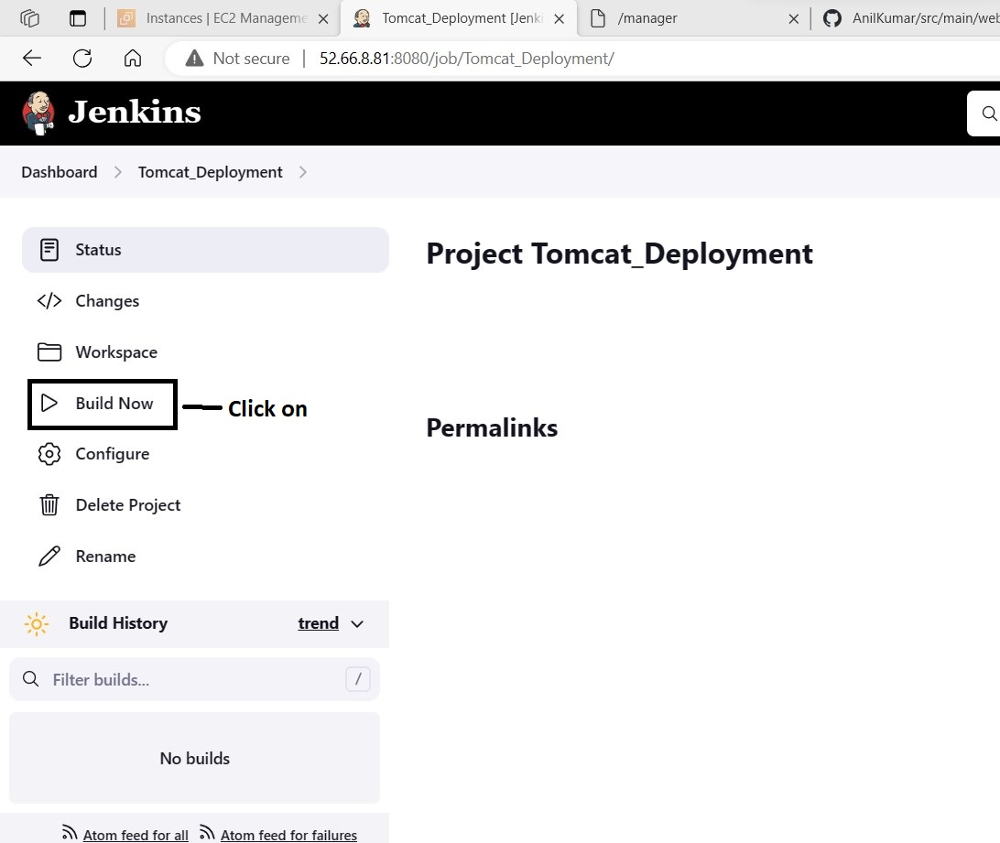 Instances | EC2 Manageme
Tomcat_Deployment [Jenki
/manager
AnilKumar/src/main/web
Not secure
52.66.8.81:8080/job/Tomcat_Deployment/
Jenkins
Dashboard
Tomcat_Deployment
Status
Project Tomcat_Deployment
Changes
Workspace
Build Now
Click on
Permalinks
Configure
Delete Project
Rename
Build History
trend
Filter builds...
/
No builds
Atom feed for all
Atom feed for failures